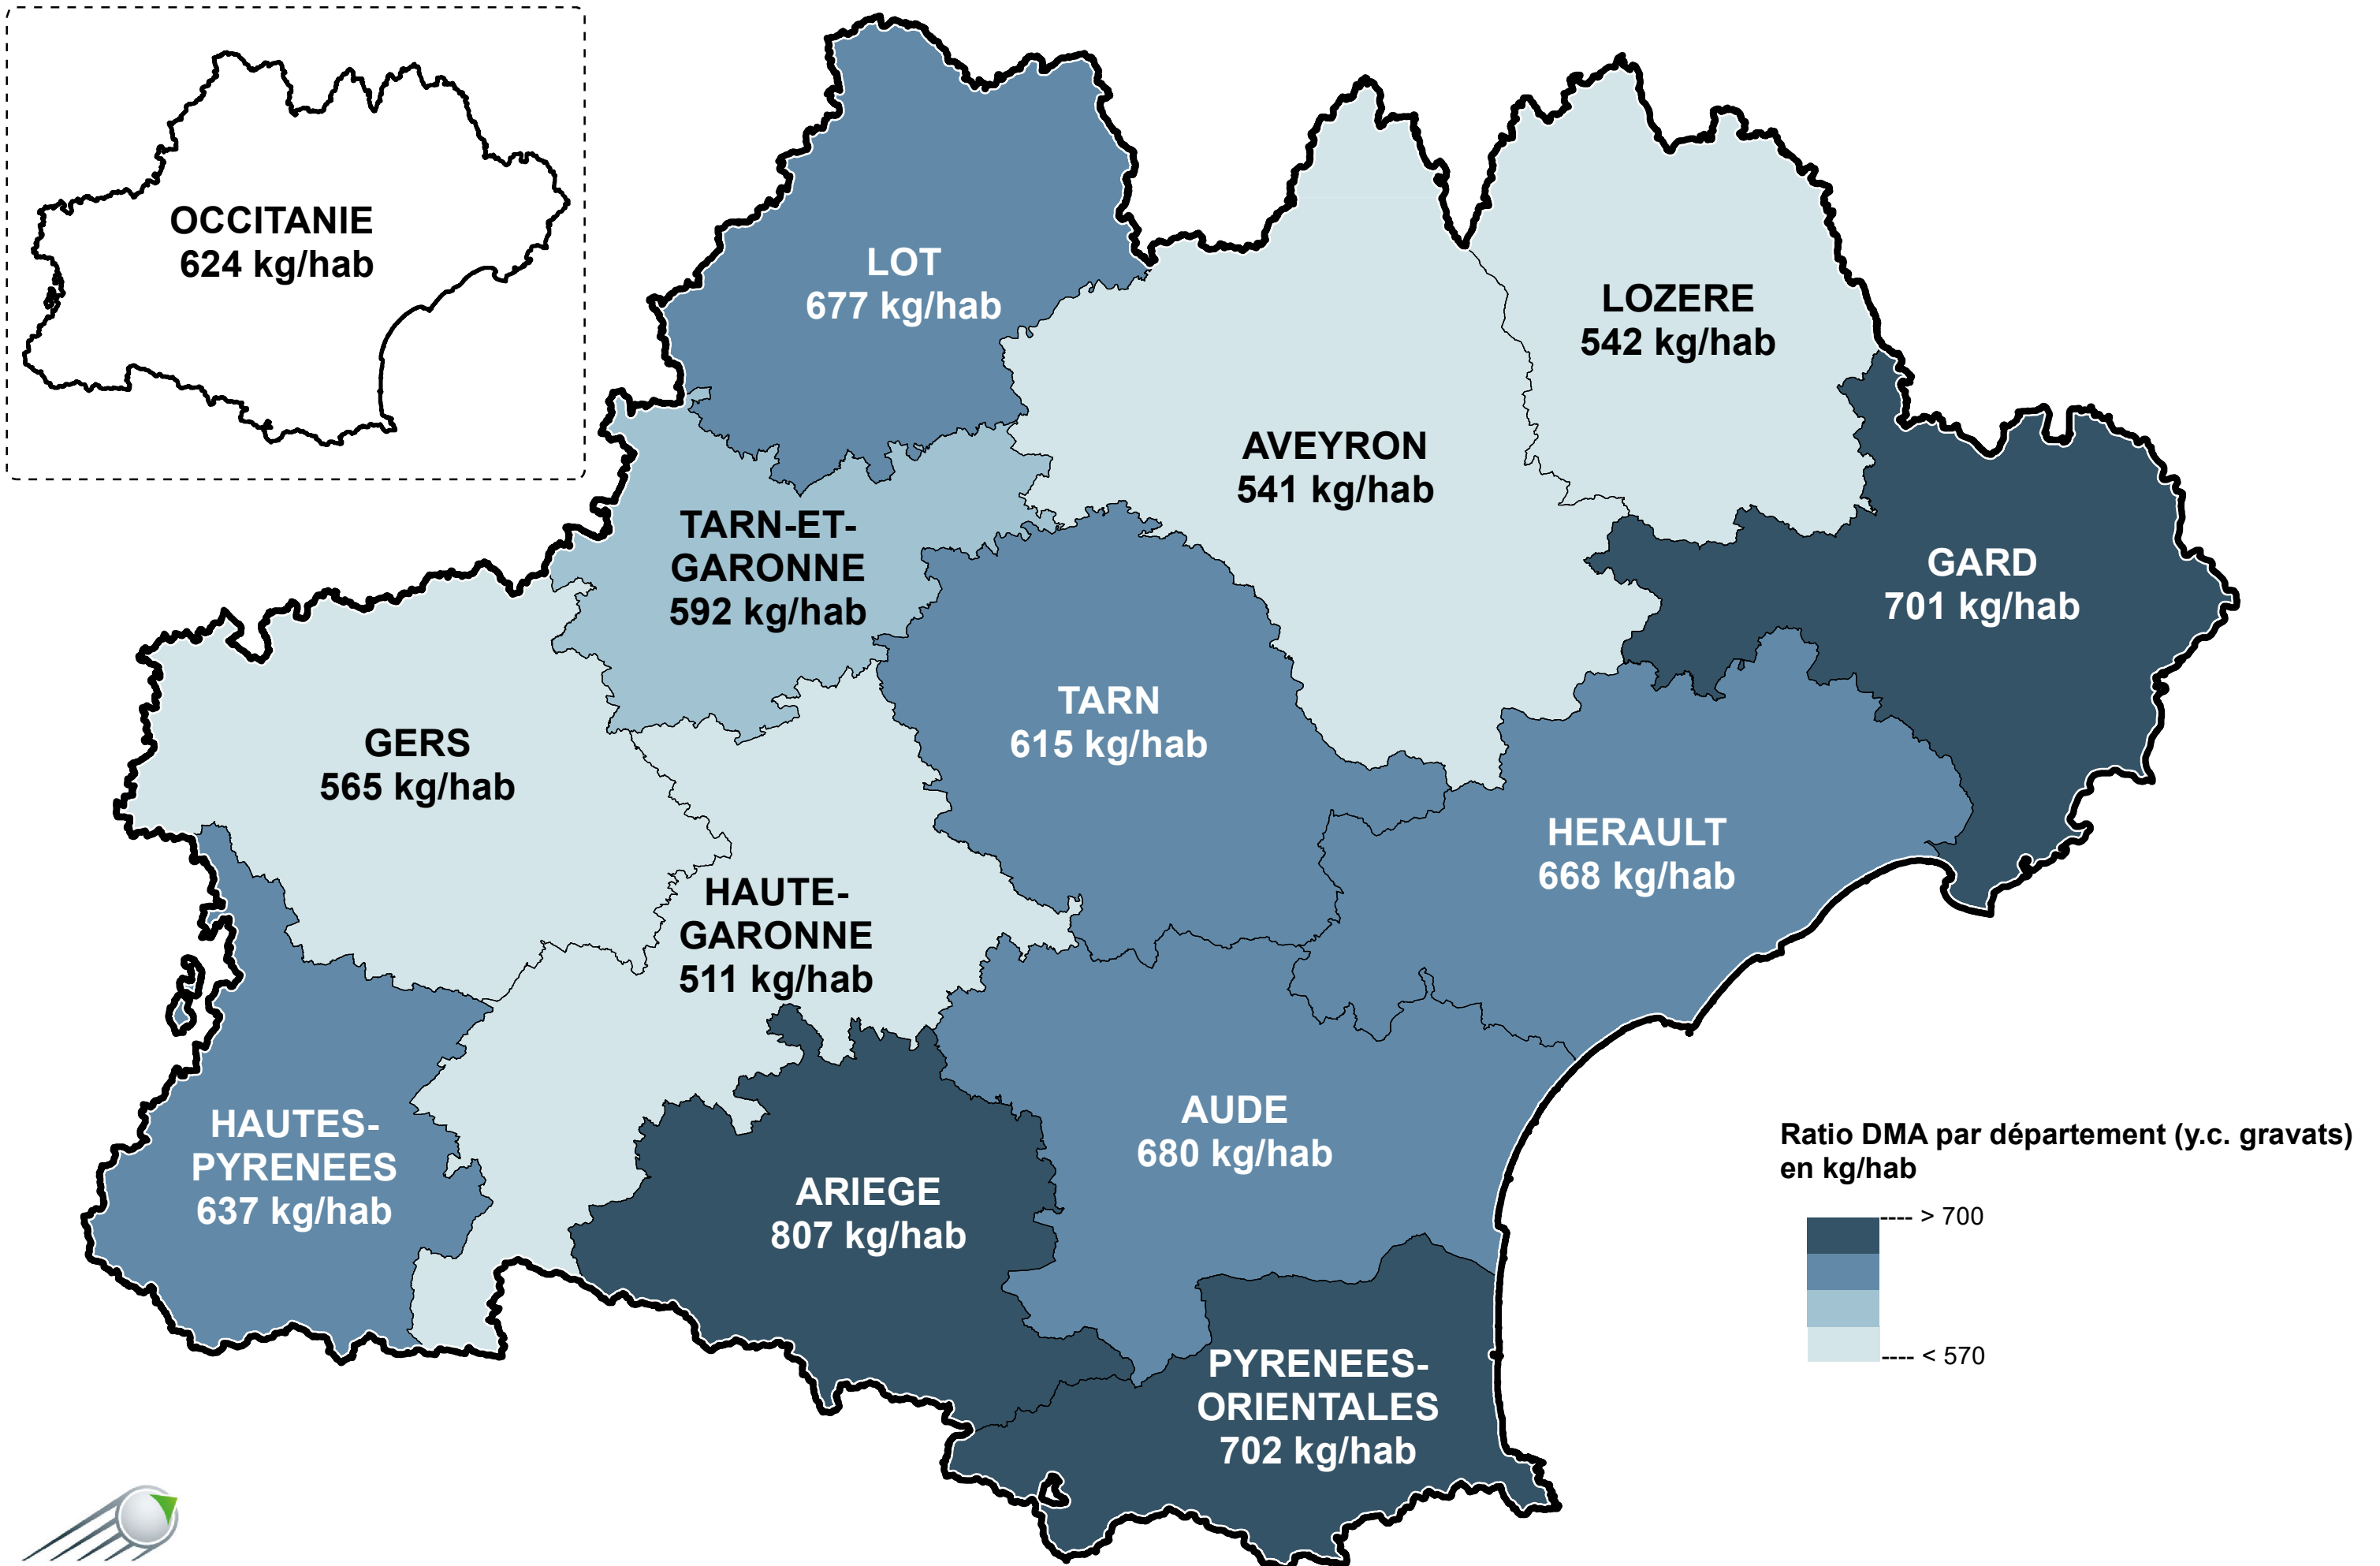 OCCITANIE
624 kg/hab
LOT
677 kg/hab
LOZERE
542 kg/hab
AVEYRON
541 kg/hab
TARN-ET-
GARONNE
592 kg/hab
GARD
701 kg/hab
TARN
615 kg/hab
GERS
565 kg/hab
HERAULT
668 kg/hab
HAUTE-
GARONNE
511 kg/hab
HAUTES-
PYRENEES
637 kg/hab
AUDE
680 kg/hab
ARIEGE
807 kg/hab
PYRENEES-
ORIENTALES
702 kg/hab
Ratio DMA par département (y.c. gravats)
en kg/hab
---- > 700
---- < 570